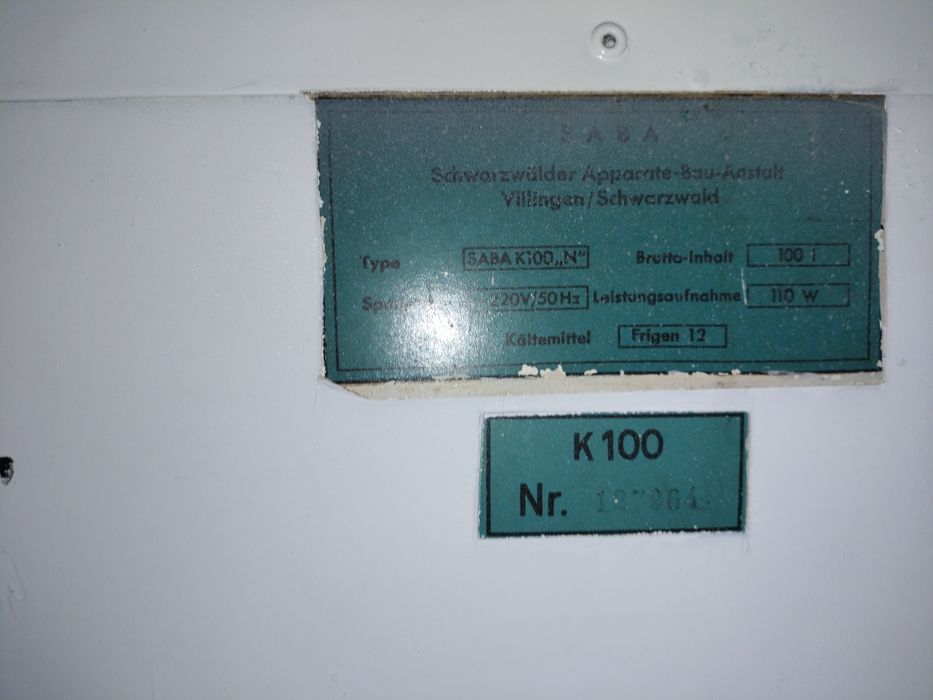 SABA
Schwarzwälder Apparate-Bau-Anstalt
Villingen/Schwarzwald
Type SABA K100 „N" Brutto-Inhalt 100 l
220V/50Hz Leistungsaufnahme 110 W
Kältemittel Frigen 12
K 100
Nr.